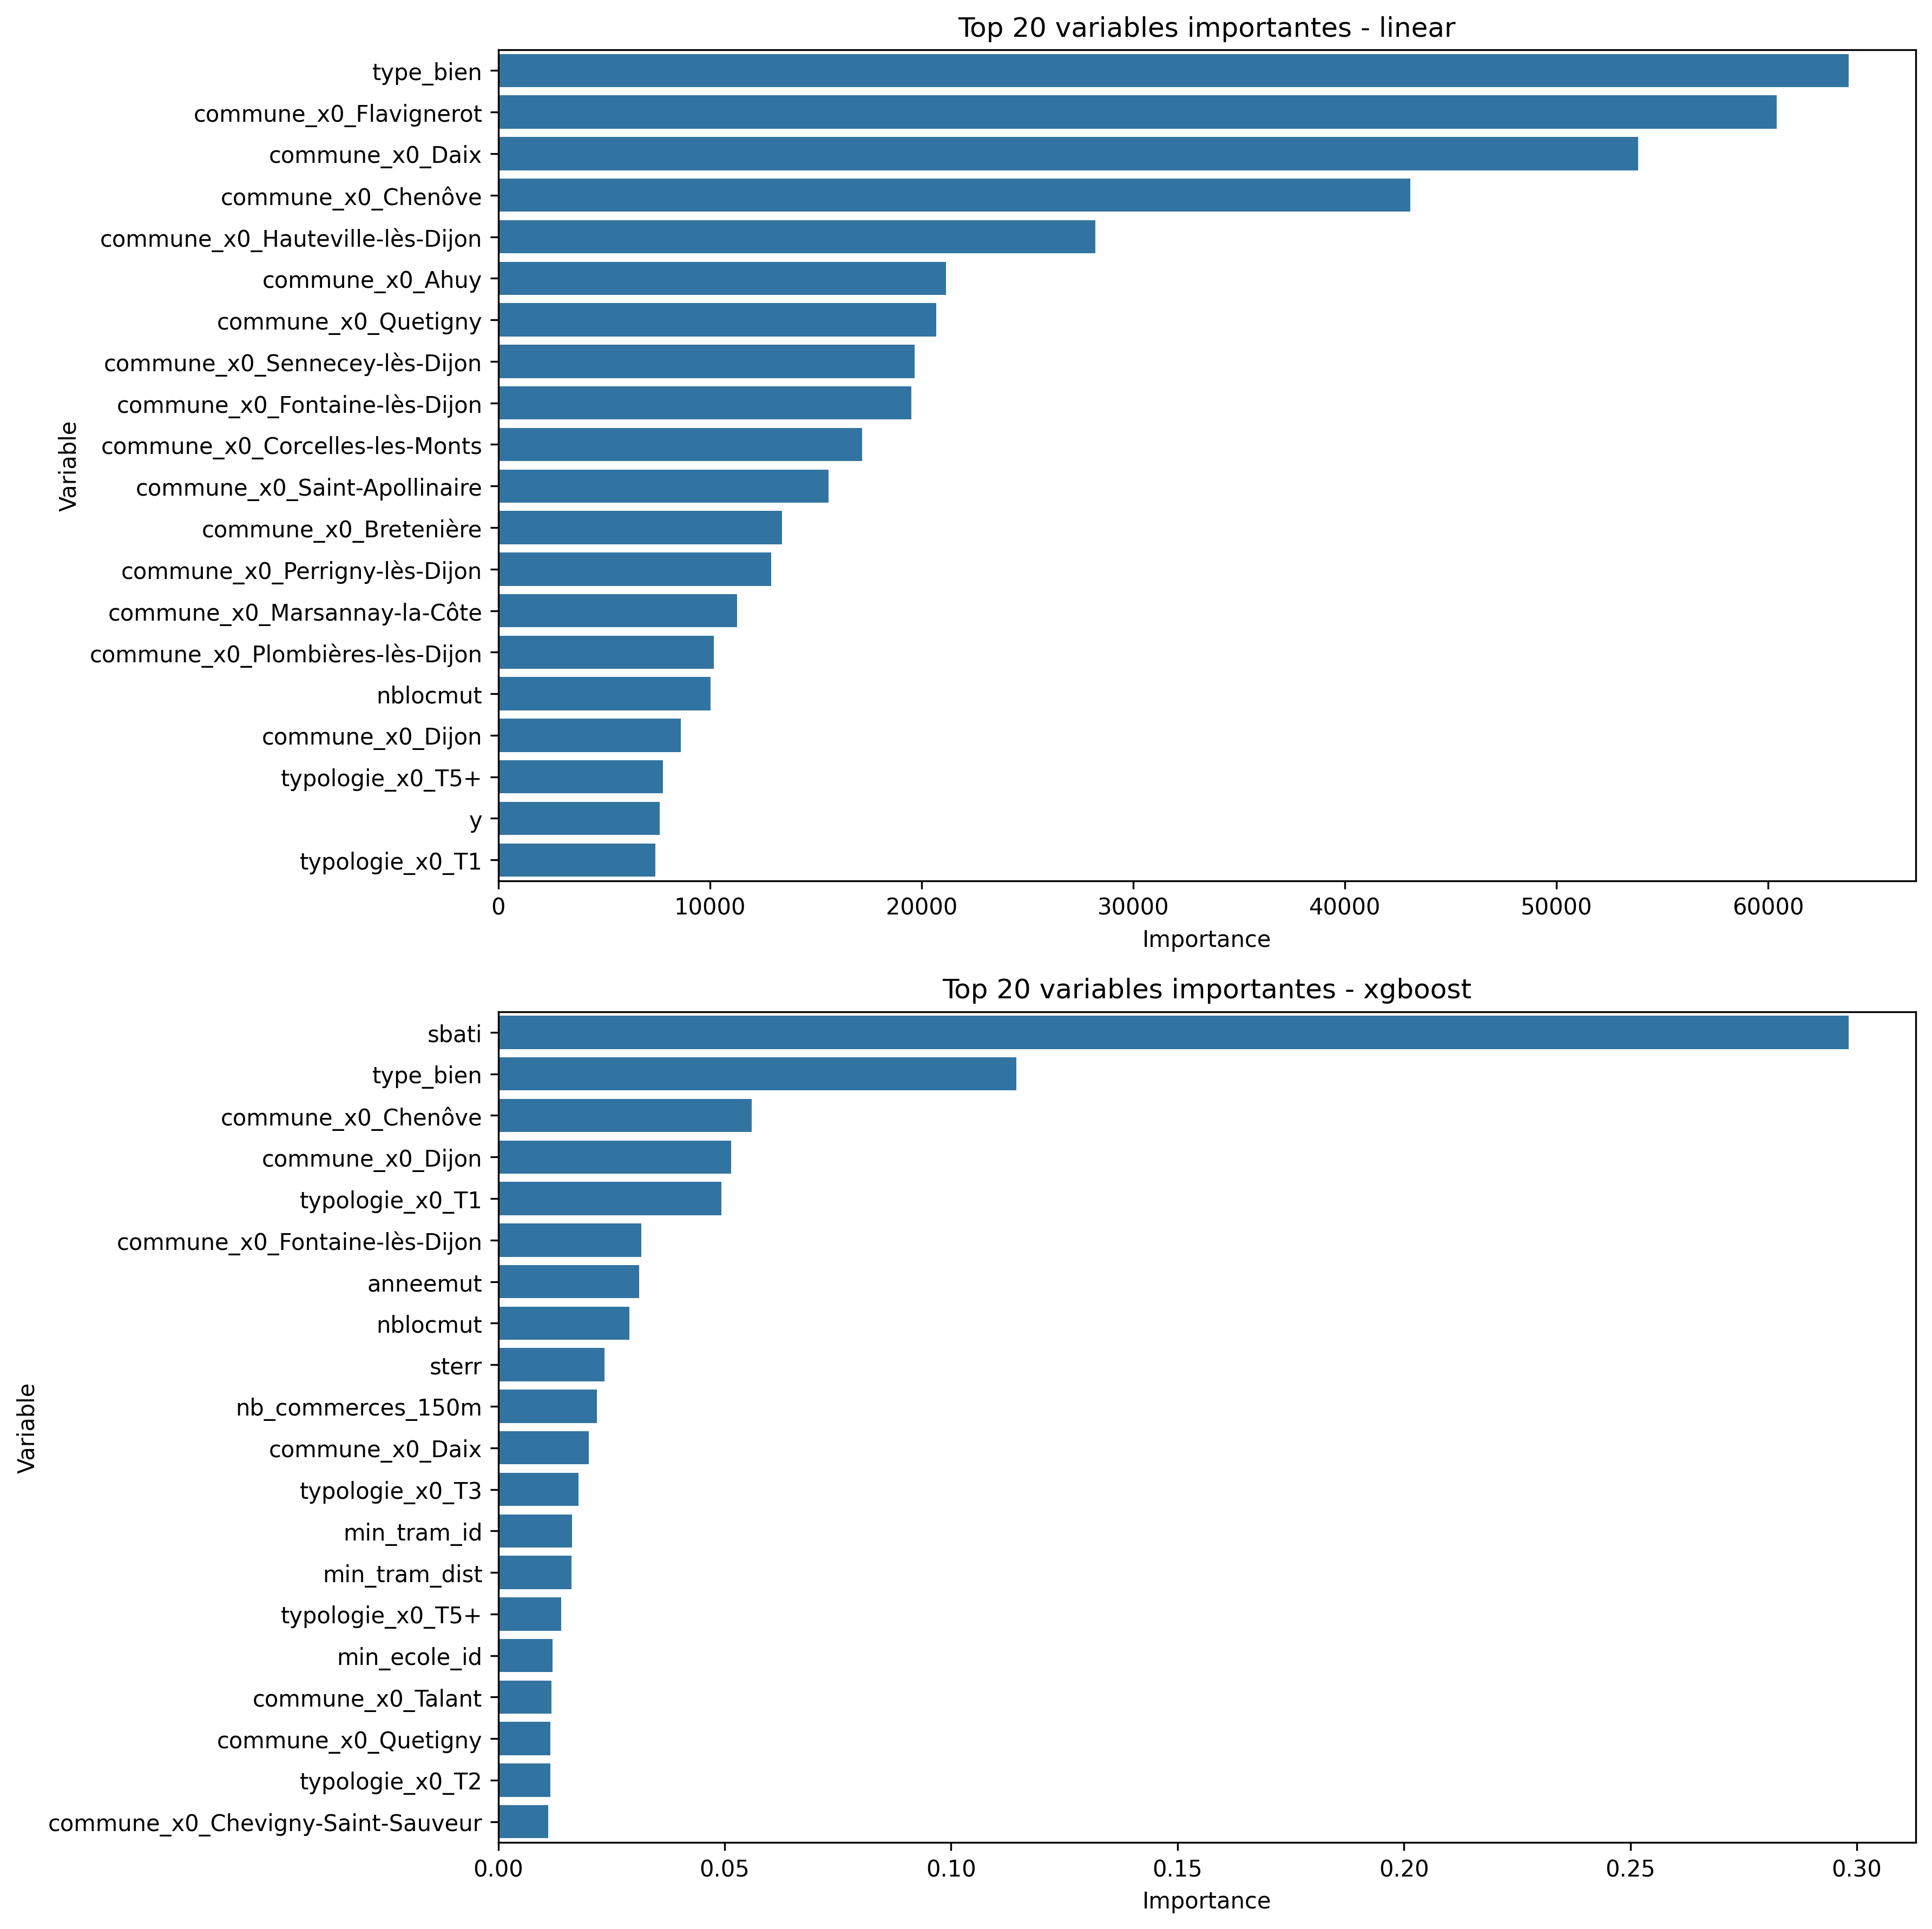 Top 20 variables importantes - linear
Variable
type_bien
commune_x0_Flavignerot
commune_x0_Daix
commune_x0_Chenôve
commune_x0_Hauteville-lès-Dijon
commune_x0_Ahuy
commune_x0_Quetigny
commune_x0_Sennecey-lès-Dijon
commune_x0_Fontaine-lès-Dijon
commune_x0_Corcelles-les-Monts
commune_x0_Saint-Apollinaire
commune_x0_Bretenière
commune_x0_Perrigny-lès-Dijon
commune_x0_Marsannay-la-Côte
commune_x0_Plombières-lès-Dijon
nblocmut
commune_x0_Dijon
typologie_x0_T5+
y
typologie_x0_T1
0 10000 20000 30000 40000 50000 60000
Importance
Top 20 variables importantes - xgboost
Variable
sbati
type_bien
commune_x0_Chenôve
commune_x0_Dijon
typologie_x0_T1
commune_x0_Fontaine-lès-Dijon
anneemut
nblocmut
sterr
nb_commerces_150m
commune_x0_Daix
typologie_x0_T3
min_tram_id
min_tram_dist
typologie_x0_T5+
min_ecole_id
commune_x0_Talant
commune_x0_Quetigny
typologie_x0_T2
commune_x0_Chevigny-Saint-Sauveur
0.00 0.05 0.10 0.15 0.20 0.25 0.30
Importance